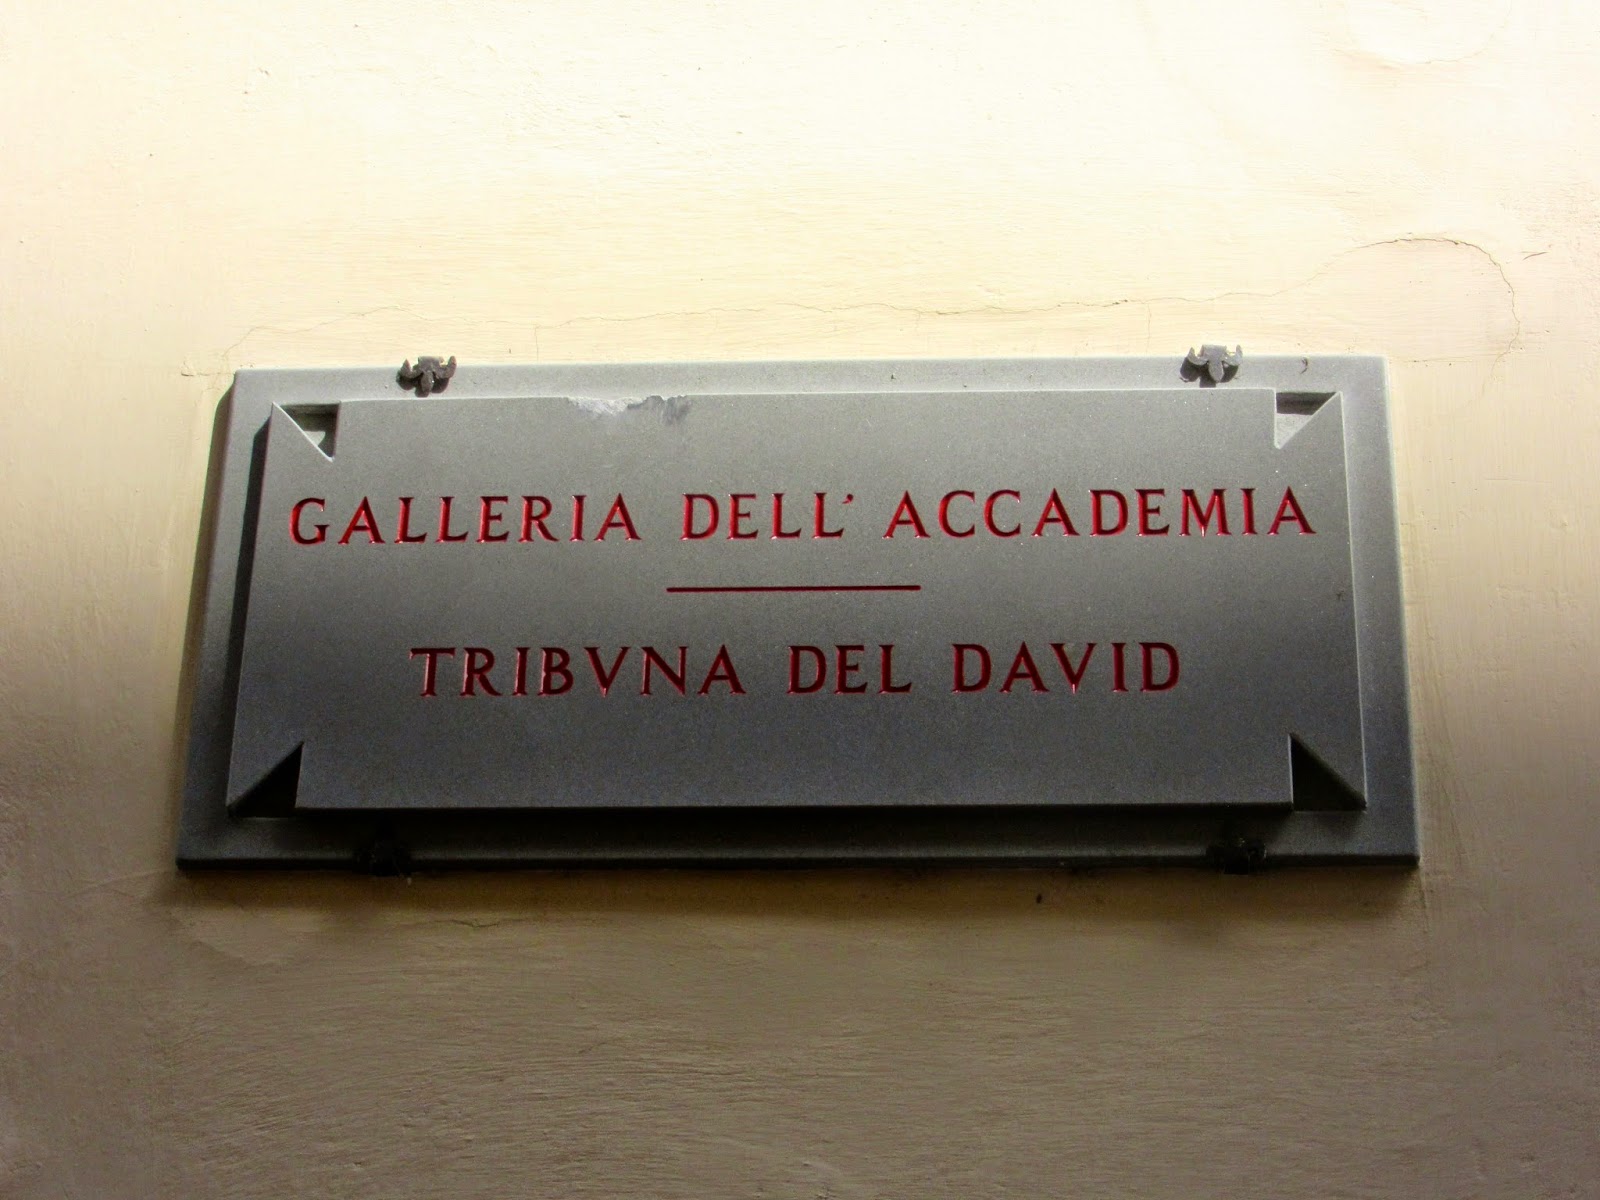 GALLERIA DELL' ACCADEMIA
TRIBVNA DEL DAVID